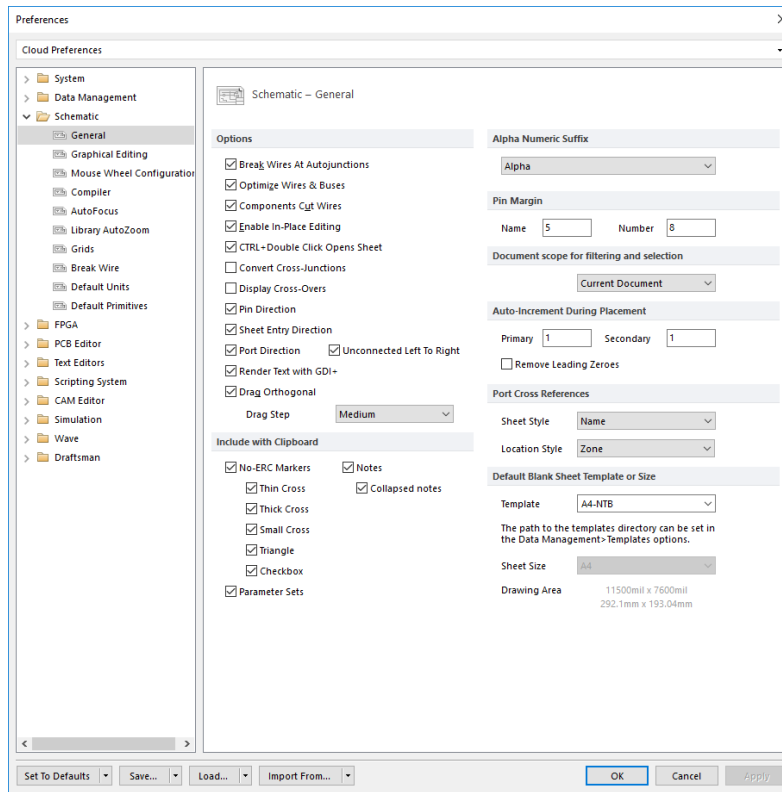 Preferences
Cloud Preferences
System
Data Management
Schematic
General
Graphical Editing
Mouse Wheel Configuration
Compiler
AutoFocus
Library AutoZoom
Grids
Break Wire
Default Units
Default Primitives
FPGA
PCB Editor
Text Editors
Scripting System
CAM Editor
Simulation
Wave
Draftsman
Schematic – General
Options
Break Wires At Autojunctions
Optimize Wires & Buses
Components Cut Wires
Enable In-Place Editing
CTRL+Double Click Opens Sheet
Convert Cross-Junctions
Display Cross-Overs
Pin Direction
Sheet Entry Direction
Port Direction Unconnected Left To Right
Render Text with GDI+
Drag Orthogonal
Drag Step Medium
Include with Clipboard
No-ERC Markers Notes
Thin Cross Collapsed notes
Thick Cross
Small Cross
Triangle
Checkbox
Parameter Sets
Alpha Numeric Suffix
Alpha
Pin Margin
Name 5 Number 8
Document scope for filtering and selection
Current Document
Auto-Increment During Placement
Primary 1 Secondary 1
Remove Leading Zeroes
Port Cross References
Sheet Style Name
Location Style Zone
Default Blank Sheet Template or Size
Template A4-NTB
The path to the templates directory can be set in
the Data Management>Templates options.
Sheet Size A4
Drawing Area 11500mil x 7600mil
292.1mm x 193.04mm
Set To Defaults Save... Load... Import From... OK Cancel Apply